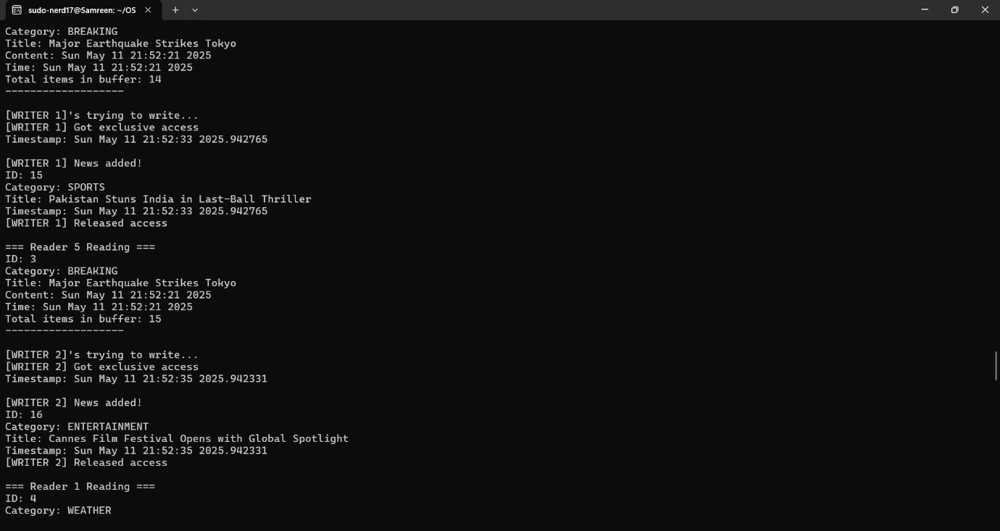 sudo-nerd17@Samreen: ~/OS
Category: BREAKING
Title: Major Earthquake Strikes Tokyo
Content: Sun May 11 21:52:21 2025
Time: Sun May 11 21:52:21 2025
Total items in buffer: 14
-------------------
[WRITER 1]'s trying to write...
[WRITER 1] Got exclusive access
Timestamp: Sun May 11 21:52:33 2025.942765
[WRITER 1] News added!
ID: 15
Category: SPORTS
Title: Pakistan Stuns India in Last-Ball Thriller
Timestamp: Sun May 11 21:52:33 2025.942765
[WRITER 1] Released access
=== Reader 5 Reading ===
ID: 3
Category: BREAKING
Title: Major Earthquake Strikes Tokyo
Content: Sun May 11 21:52:21 2025
Time: Sun May 11 21:52:21 2025
Total items in buffer: 15
-------------------
[WRITER 2]'s trying to write...
[WRITER 2] Got exclusive access
Timestamp: Sun May 11 21:52:35 2025.942331
[WRITER 2] News added!
ID: 16
Category: ENTERTAINMENT
Title: Cannes Film Festival Opens with Global Spotlight
Timestamp: Sun May 11 21:52:35 2025.942331
[WRITER 2] Released access
=== Reader 1 Reading ===
ID: 4
Category: WEATHER